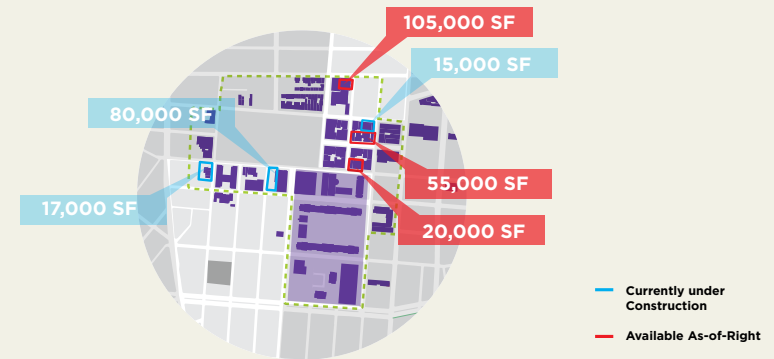 105,000 SF
15,000 SF
80,000 SF
55,000 SF
17,000 SF
20,000 SF
Currently under
Construction
Available As-of-Right